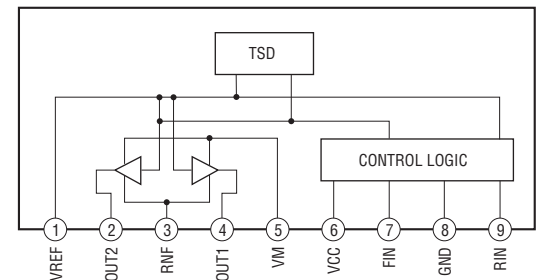 TSD
CONTROL LOGIC
1
2
3
4
5
6
7
8
9
VREF
OUT2
RNF
OUT1
VM
VCC
FIN
GND
RIN